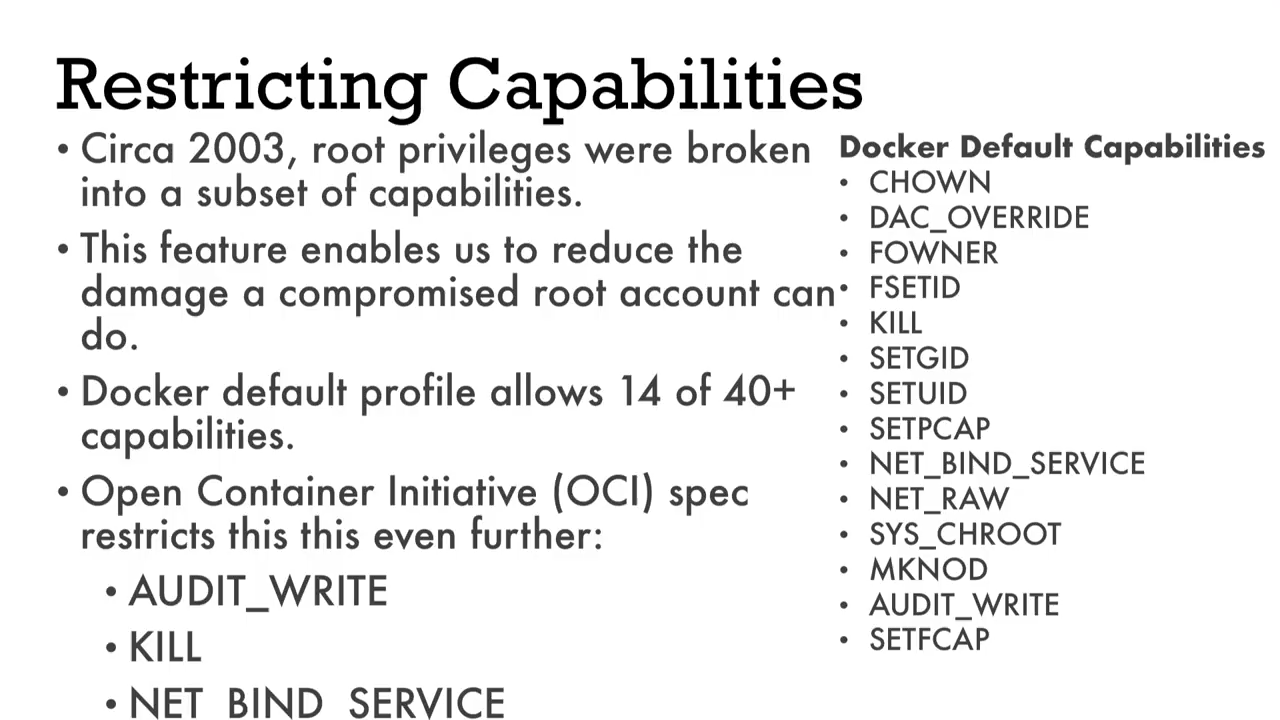 Restricting Capabilities
• Circa 2003, root privileges were broken
into a subset of capabilities.
• This feature enables us to reduce the
damage a compromised root account can
do.
• Docker default profile allows 14 of 40+
capabilities.
• Open Container Initiative (OCI) spec
restricts this this even further:
• AUDIT_WRITE
• KILL
• NET_BIND_SERVICE
Docker Default Capabilities
• CHOWN
• DAC_OVERRIDE
• FOWNER
• FSETID
• KILL
• SETGID
• SETUID
• SETPCAP
• NET_BIND_SERVICE
• NET_RAW
• SYS_CHROOT
• MKNOD
• AUDIT_WRITE
• SETFCAP